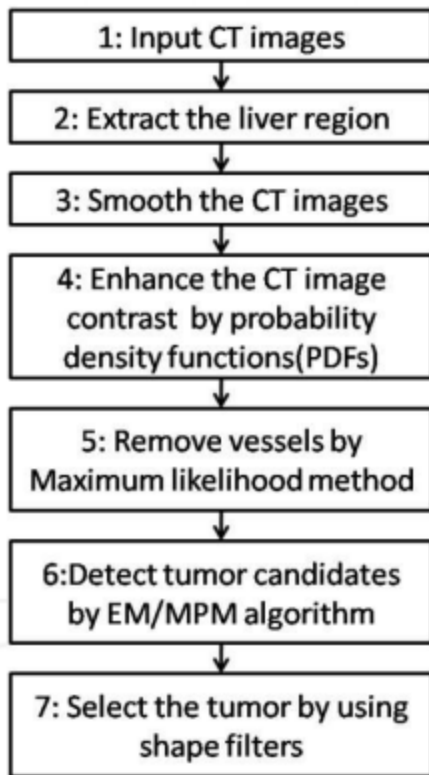 1: Input CT images
2: Extract the liver region
3: Smooth the CT images
4: Enhance the CT image
contrast by probability
density functions(PDFs)
5: Remove vessels by
Maximum likelihood method
6:Detect tumor candidates
by EM/MPM algorithm
7: Select the tumor by using
shape filters